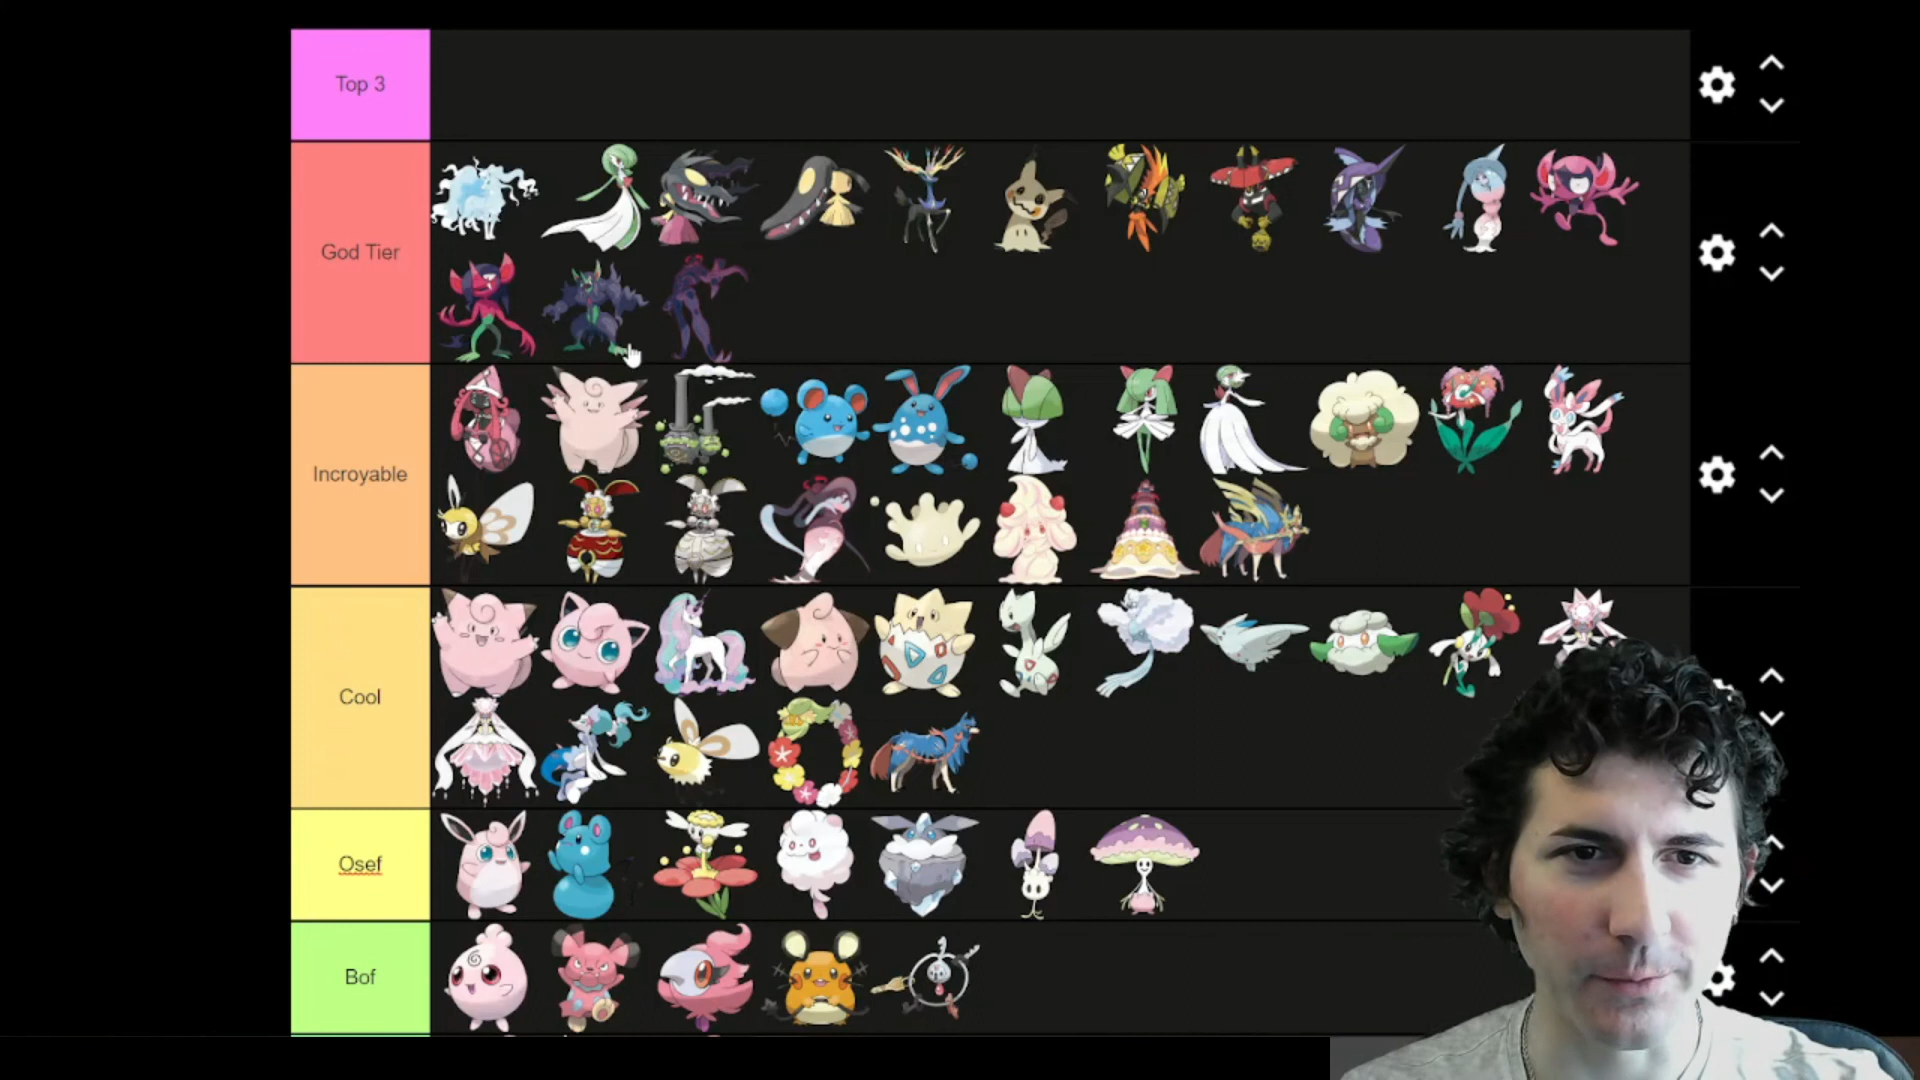 Top 3
God Tier
Incroyable
Cool
Osef
Bof